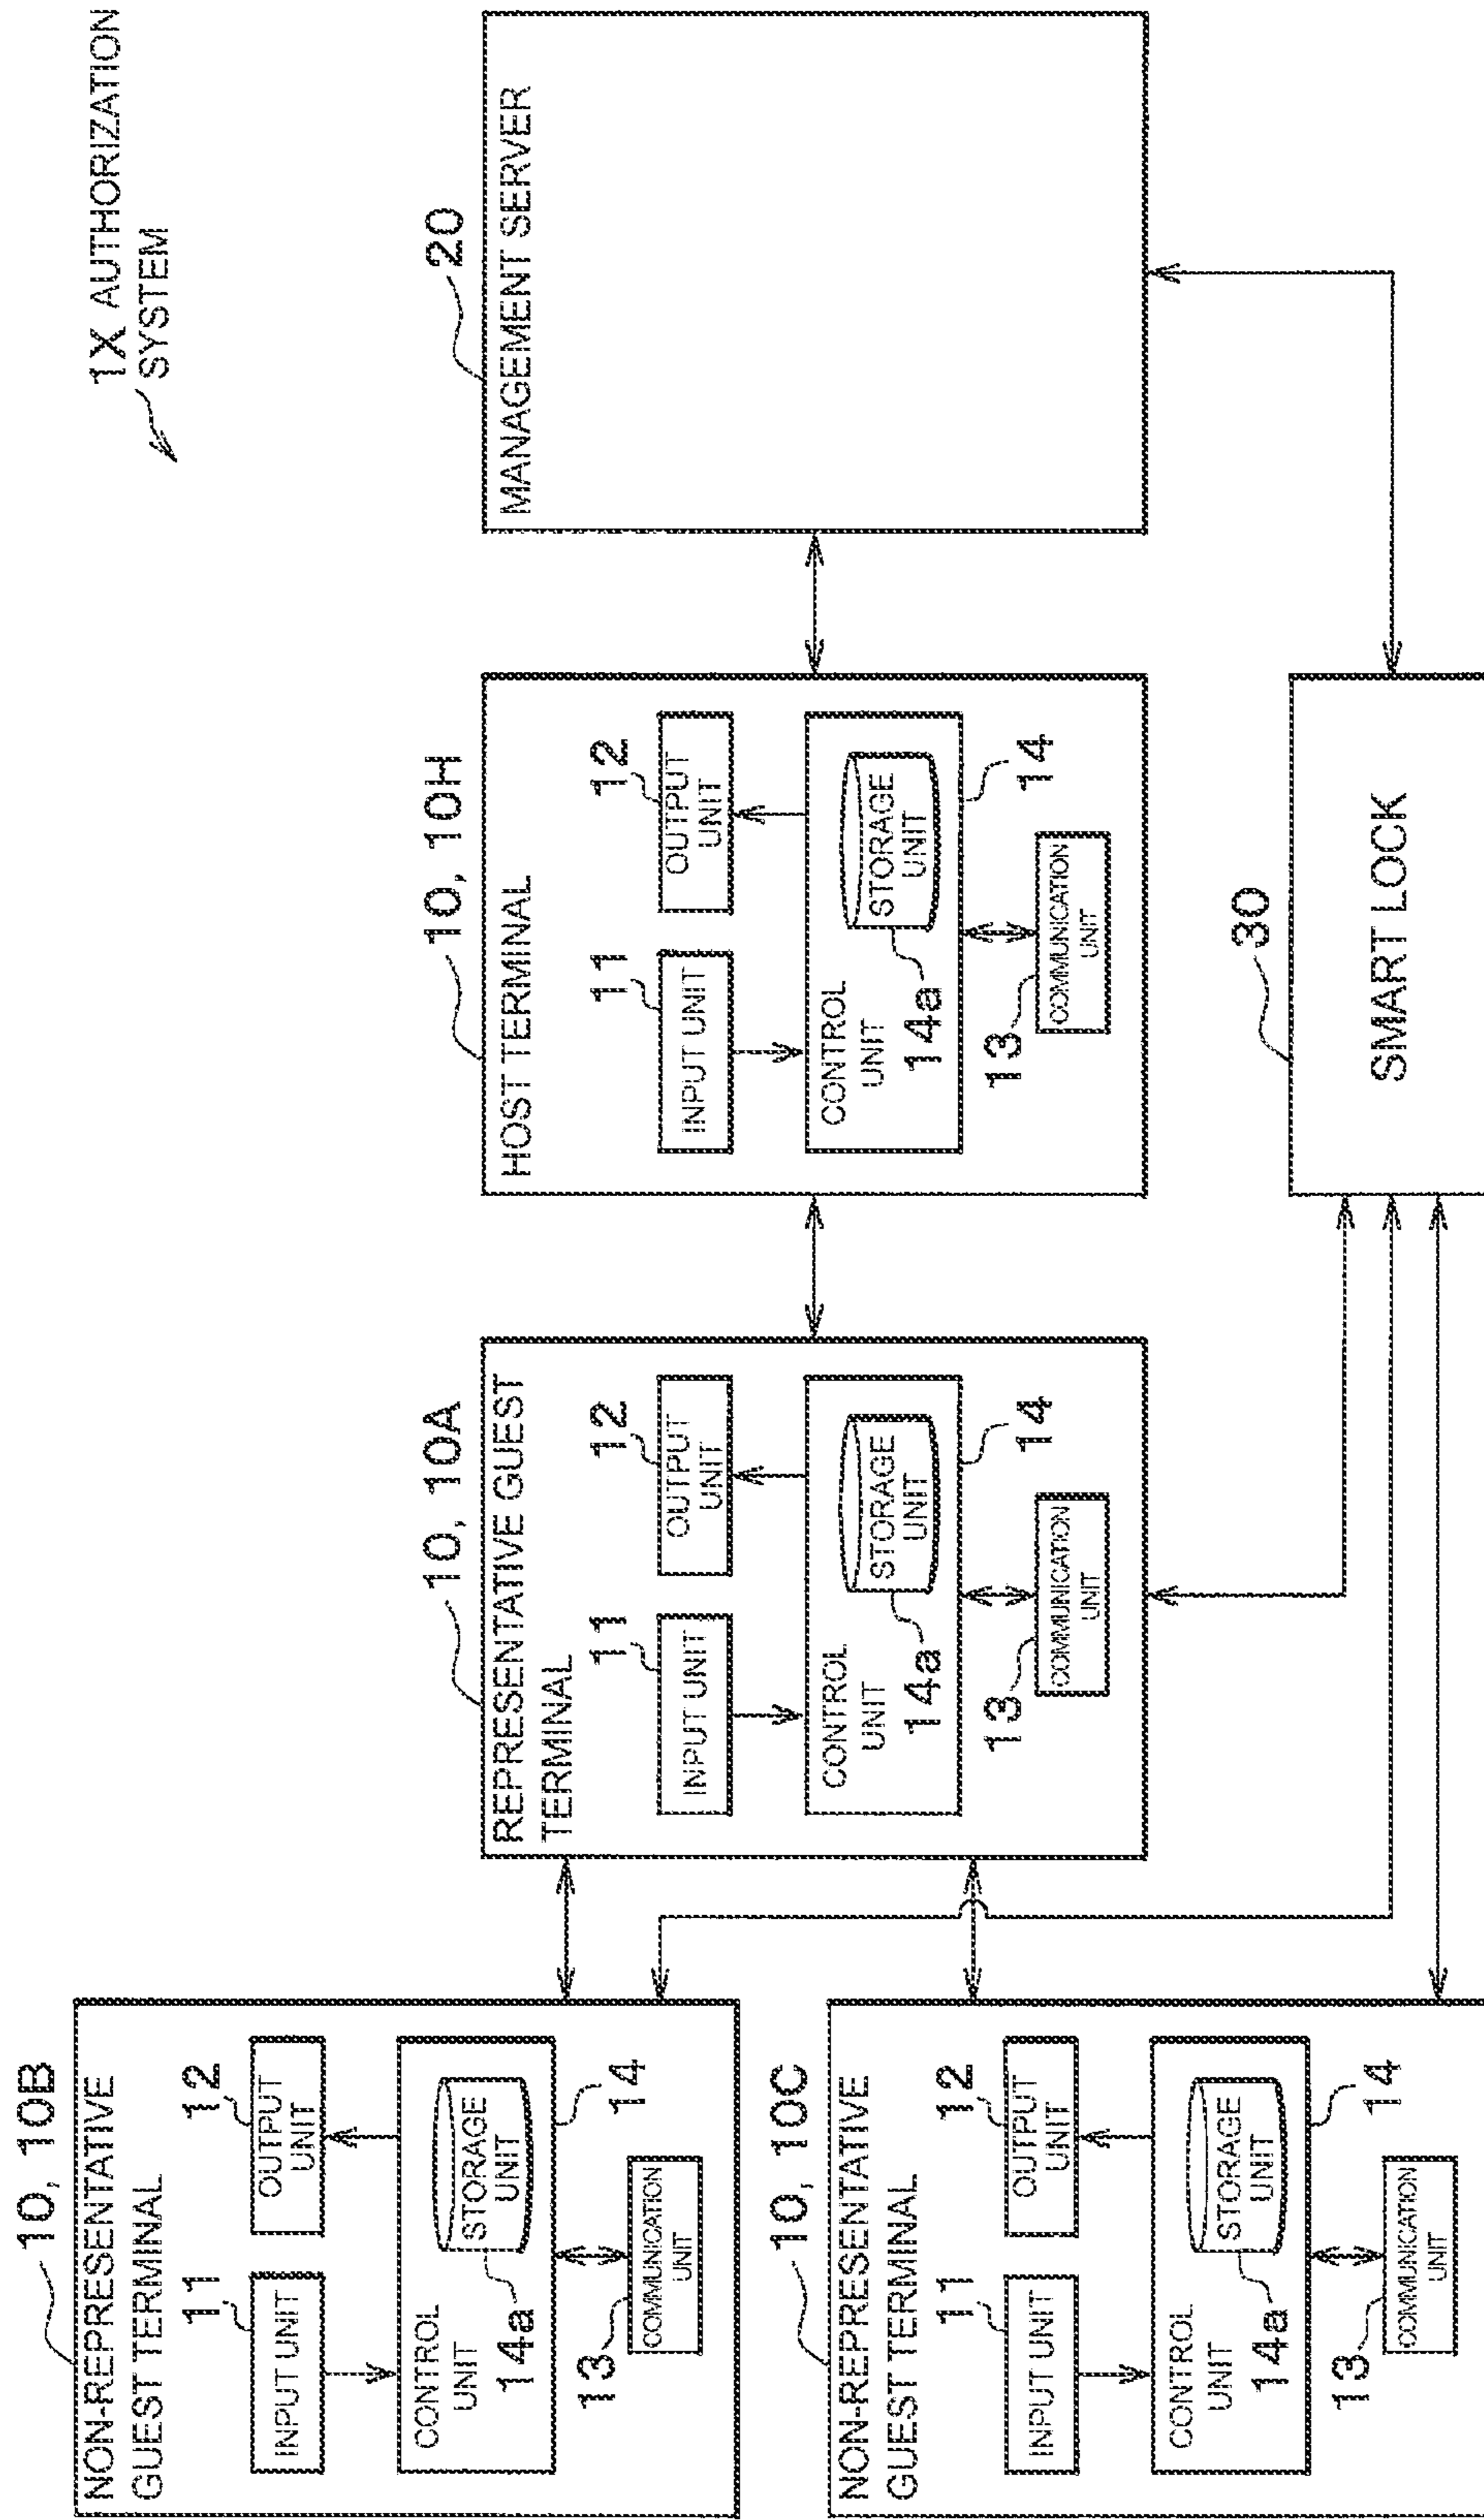 1X AUTHORIZATION
SYSTEM
10, 10B
NON-REPRESENTATIVE
GUEST TERMINAL
11
INPUT UNIT
12
OUTPUT
UNIT
CONTROL
UNIT
STORAGE
UNIT
14a
14
13
COMMUNICATION
UNIT
10, 10C
NON-REPRESENTATIVE
GUEST TERMINAL
11
INPUT UNIT
12
OUTPUT
UNIT
CONTROL
UNIT
STORAGE
UNIT
14a
14
13
COMMUNICATION
UNIT
10, 10A
REPRESENTATIVE GUEST
TERMINAL
11
INPUT UNIT
12
OUTPUT
UNIT
CONTROL
UNIT
STORAGE
UNIT
14a
14
13
COMMUNICATION
UNIT
10, 10H
HOST TERMINAL
11
INPUT UNIT
12
OUTPUT
UNIT
CONTROL
UNIT
STORAGE
UNIT
14a
14
13
COMMUNICATION
UNIT
20
MANAGEMENT SERVER
30
SMART LOCK